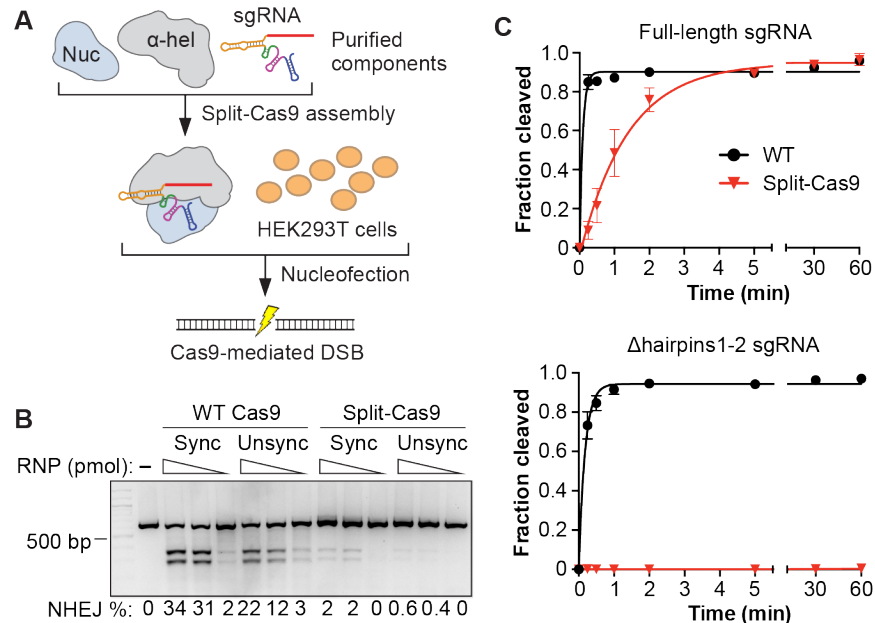 A
Nuc
α-hel
sgRNA
Purified
components
Split-Cas9 assembly
HEK293T cells
Nucleofection
Cas9-mediated DSB
B
WT Cas9 Split-Cas9
Sync Unsync Sync Unsync
RNP (pmol): –
500 bp
NHEJ %: 0 34 31 2 22 12 3 2 2 0 0.6 0.4 0
C
Full-length sgRNA
Fraction cleaved
1.0
0.8
0.6
0.4
0.2
0
WT
Split-Cas9
0 1 2 3 4 5 30 60
Time (min)
Δhairpins1-2 sgRNA
Fraction cleaved
1.0
0.8
0.6
0.4
0.2
0
0 1 2 3 4 5 30 60
Time (min)